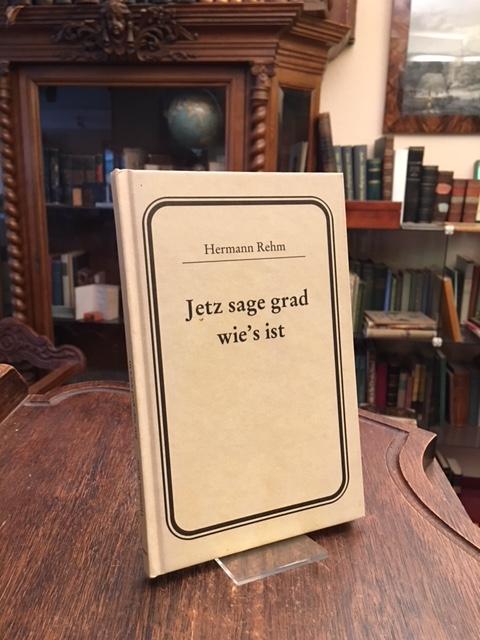 Hermann Rehm
Jetz sage grad
wie's ist